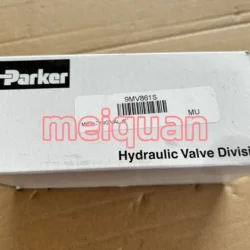 Parker
9MV861S
MU
meiquan
Hydraulic Valve Divisi